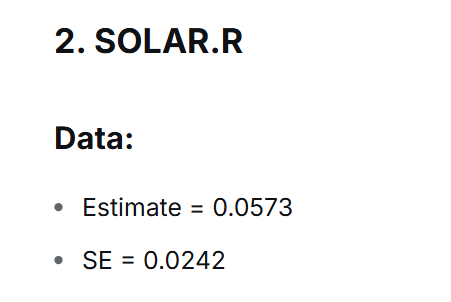 2. SOLAR.R
Data:
• Estimate = 0.0573
• SE = 0.0242